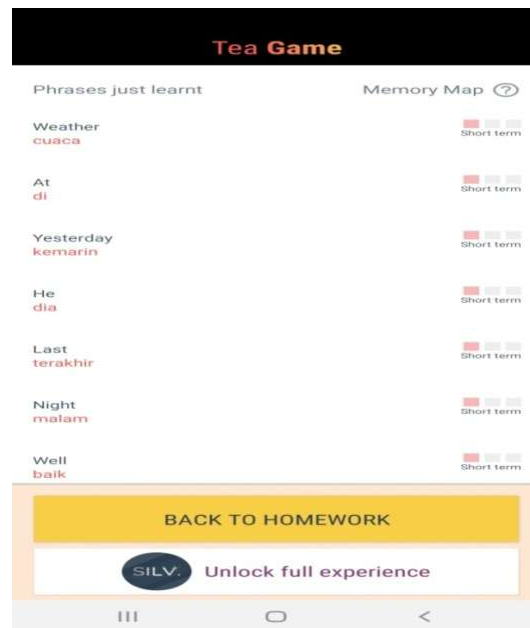 Tea Game
Phrases just learnt Memory Map ?
Weather
cuaca
Short term
At
di
Short term
Yesterday
kemarin
Short term
He
dia
Short term
Last
terakhir
Short term
Night
malam
Short term
Well
baik
Short term
BACK TO HOMEWORK
SILV. Unlock full experience